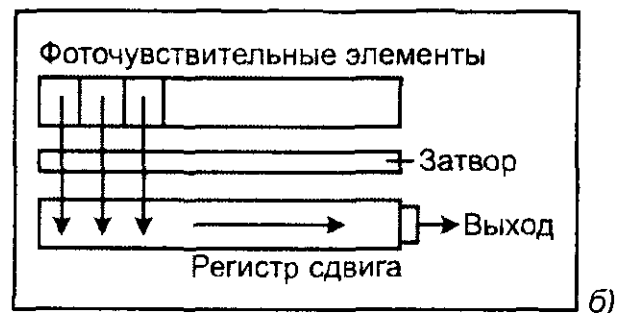 Фоточувствительные элементы
Затвор
Выход
Регистр сдвига
б)